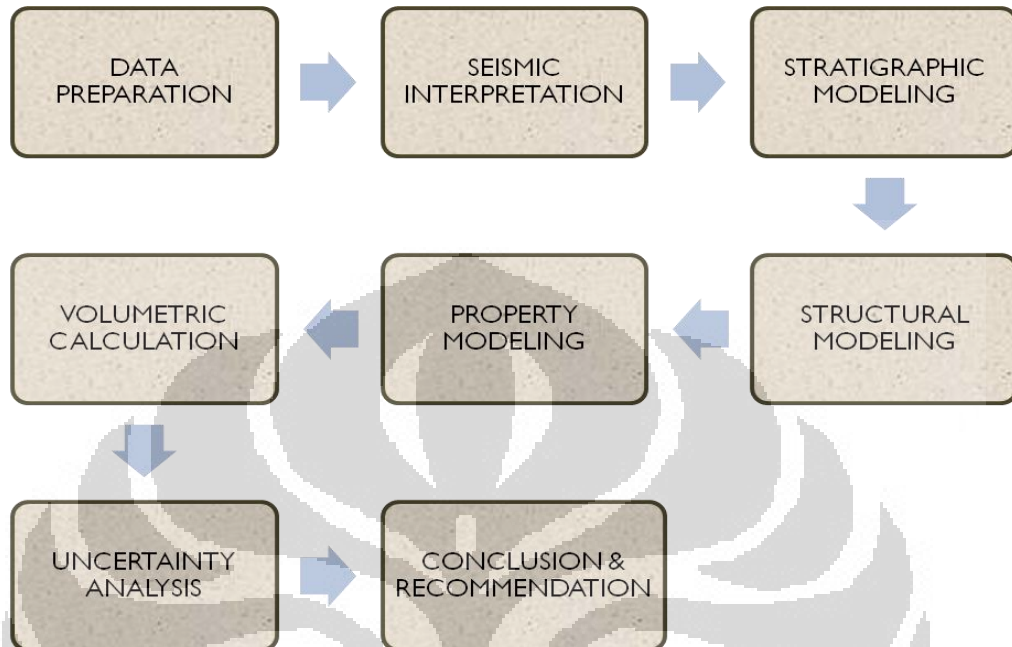 DATA
PREPARATION
SEISMIC
INTERPRETATION
STRATIGRAPHIC
MODELING
STRUCTURAL
MODELING
PROPERTY
MODELING
VOLUMETRIC
CALCULATION
UNCERTAINTY
ANALYSIS
CONCLUSION &
RECOMMENDATION